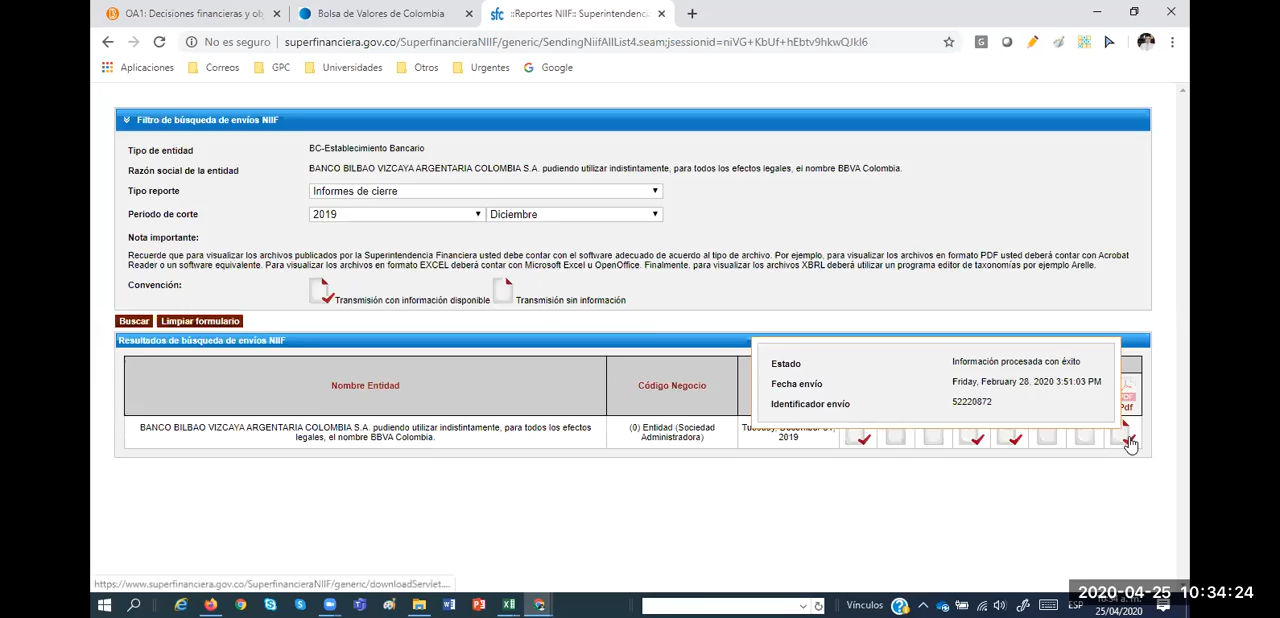 OA1: Decisiones financieras y obj
Bolsa de Valores de Colombia
sfc ::Reportes NIIF:: Superintendencia
No es seguro superfinanciera.gov.co/SuperfinancieraNIIF/generic/SendingNiifAllList4.seam;jsessionid=niVG+KbUf+hEbtv9hkwQJkl6
Aplicaciones Correos GPC Universidades Otros Urgentes Google
Filtro de búsqueda de envíos NIIF
Tipo de entidad BC-Establecimiento Bancario
Razón social de la entidad BANCO BILBAO VIZCAYA ARGENTARIA COLOMBIA S.A. pudiendo utilizar indistintamente, para todos los efectos legales, el nombre BBVA Colombia.
Tipo reporte Informes de cierre
Periodo de corte 2019 Diciembre
Nota importante:
Recuerde que para visualizar los archivos publicados por la Superintendencia Financiera usted debe contar con el software adecuado de acuerdo al tipo de archivo. Por ejemplo, para visualizar los archivos en formato PDF usted deberá contar con Acrobat
Reader o un software equivalente. Para visualizar los archivos en formato EXCEL deberá contar con Microsoft Excel u OpenOffice. Finalmente, para visualizar los archivos XBRL deberá utilizar un programa editor de taxonomías por ejemplo Arelle.
Convención:
Transmisión con información disponible Transmisión sin información
Buscar Limpiar formulario
Resultados de búsqueda de envíos NIIF
Estado Información procesada con éxito
Fecha envío Friday, February 28, 2020 3:51:03 PM
Identificador envío 52220872
Nombre Entidad Código Negocio
Pdf
BANCO BILBAO VIZCAYA ARGENTARIA COLOMBIA S.A. pudiendo utilizar indistintamente, para todos los efectos
legales, el nombre BBVA Colombia.
(0) Entidad (Sociedad
Administradora)
Tuesday, December 31,
2019
https://www.superfinanciera.gov.co/SuperfinancieraNIIF/generic/downloadServlet....
Vínculos ESP
25/04/2020
2020-04-25 10:34:24